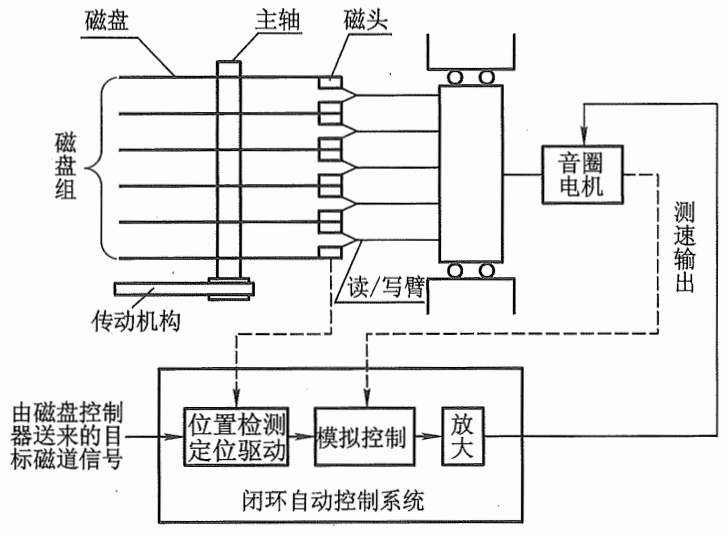 磁盘
主轴
磁头
磁盘组
音圈
电机
测速输出
读/写臂
传动机构
由磁盘控制
器送来的目
标磁道信号
位置检测
定位驱动
模拟控制
放大
闭环自动控制系统